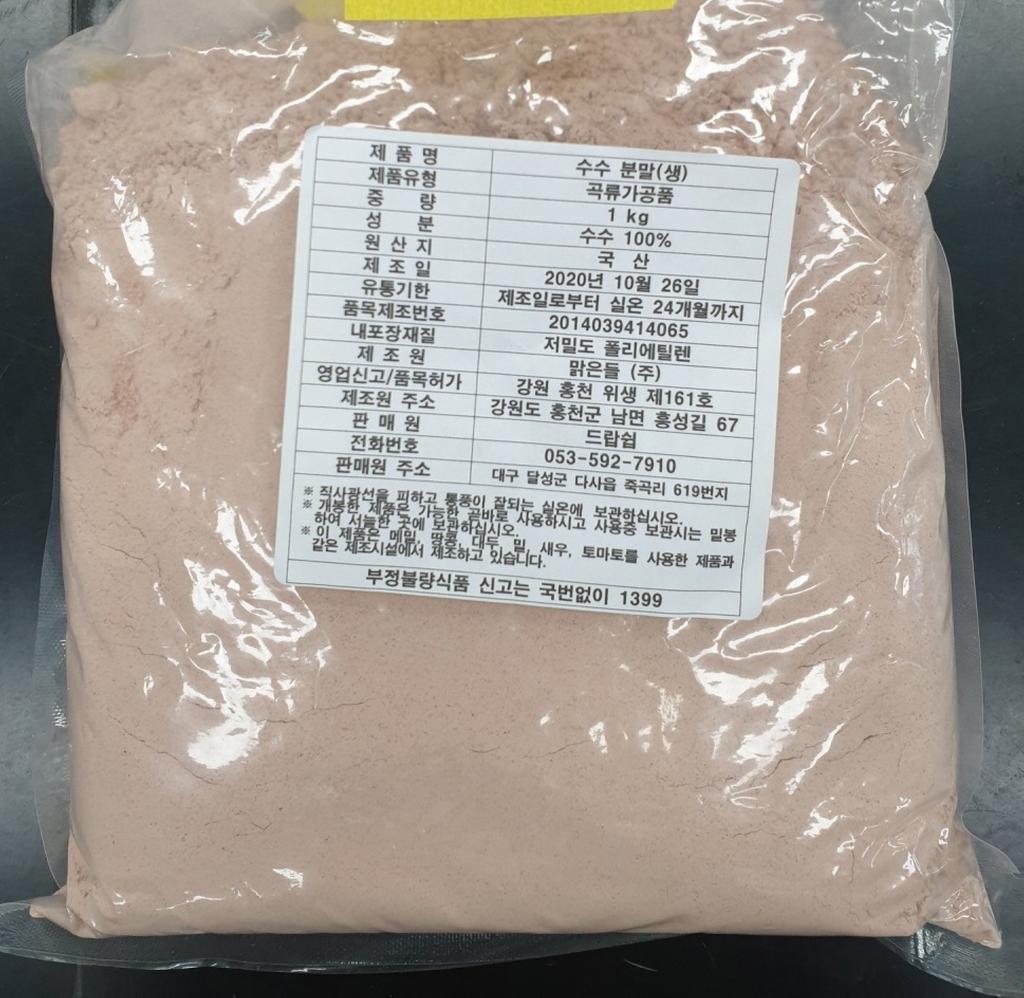 제 품 명 수수 분말(생)
제품유형 곡류가공품
중 량 1 kg
성 분 수수 100%
원 산 지 국 산
제 조 일 2020년 10월 26일
유통기한 제조일로부터 실온 24개월까지
품목제조번호 2014039414065
내포장재질 저밀도 폴리에틸렌
제 조 원 맑은들 (주)
영업신고/품목허가 강원 홍천 위생 제161호
제조원 주소 강원도 홍천군 남면 홍성길 67
판 매 원 드랍쉽
전화번호 053-592-7910
판매원 주소 대구 달성군 다사읍 죽곡리 619번지
※ 직사광선을 피하고 통풍이 잘되는 실온에 보관하십시오.
※ 개봉한 제품은 가능한 곧바로 사용하시고 사용중 보관시는 밀봉
하여 서늘한 곳에 보관하십시오.
※ 이 제품은 메밀, 땅콩, 대두, 밀, 새우, 토마토를 사용한 제품과
같은 제조시설에서 제조하고 있습니다.
부정불량식품 신고는 국번없이 1399